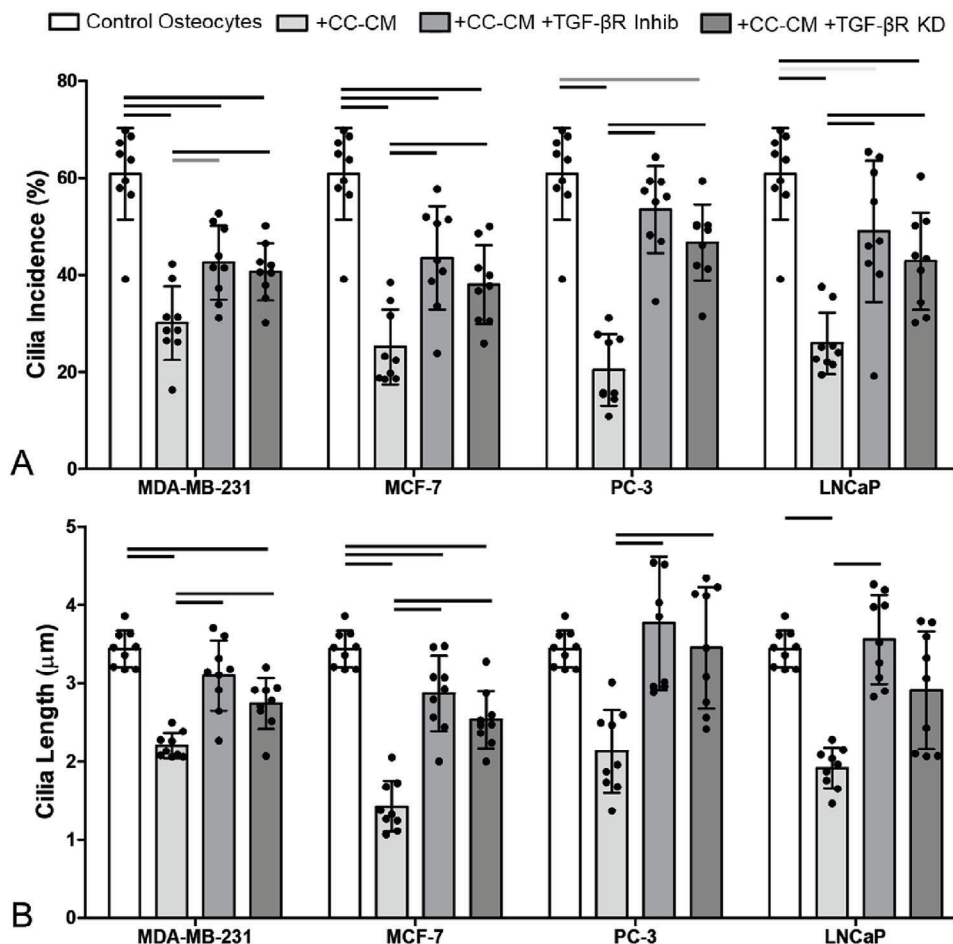 Control Osteocytes +CC-CM +CC-CM +TGF-βR Inhib +CC-CM +TGF-βR KD
A
Cilia Incidence (%)
80
60
40
20
0
MDA-MB-231 MCF-7 PC-3 LNCaP
B
Cilia Length (μm)
5
4
3
2
1
0
MDA-MB-231 MCF-7 PC-3 LNCaP